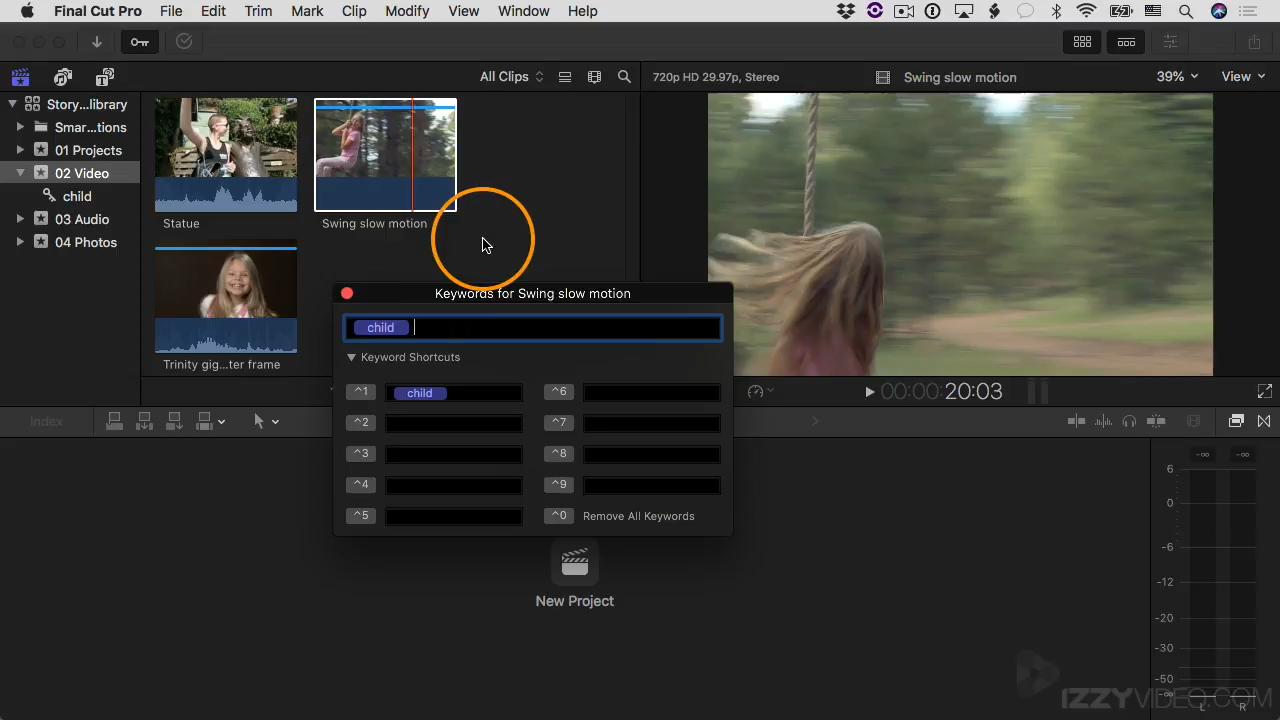 Final Cut Pro File Edit Trim Mark Clip Modify View Window Help
All Clips
720p HD 29.97p, Stereo
Swing slow motion
39%
View
Story...library
Smar...tions
01 Projects
02 Video
child
03 Audio
04 Photos
Statue
Swing slow motion
Trinity gig...ter frame
Keywords for Swing slow motion
child
Keyword Shortcuts
^1 child ^6
^2 ^7
^3 ^8
^4 ^9
^5 ^0 Remove All Keywords
00:00:20:03
Index
New Project
-∞ -∞
6
0
-6
-12
-20
-30
-50
-∞
L R
IZZYVIDEO.COM